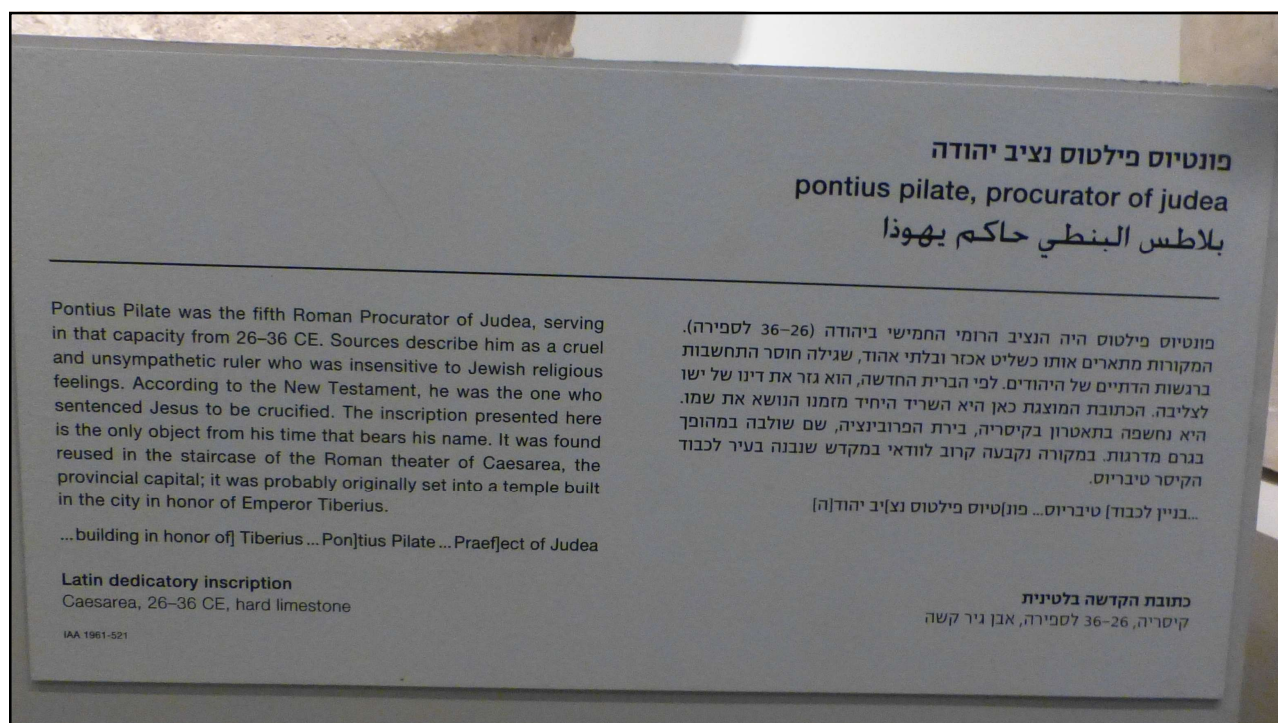 פונטיוס פילטוס נציב יהודה
pontius pilate, procurator of judea
بلاطس البنطي حاكم يهوذا
Pontius Pilate was the fifth Roman Procurator of Judea, serving
in that capacity from 26–36 CE. Sources describe him as a cruel
and unsympathetic ruler who was insensitive to Jewish religious
feelings. According to the New Testament, he was the one who
sentenced Jesus to be crucified. The inscription presented here
is the only object from his time that bears his name. It was found
reused in the staircase of the Roman theater of Caesarea, the
provincial capital; it was probably originally set into a temple built
in the city in honor of Emperor Tiberius.
...building in honor of] Tiberius ... Pon]tius Pilate ... Praef]ect of Judea
Latin dedicatory inscription
Caesarea, 26–36 CE, hard limestone
IAA 1961-521
פונטיוס פילטוס היה הנציב הרומי החמישי ביהודה (26–36 לספירה).
המקורות מתארים אותו כשליט אכזר ובלתי אהוד, שגילה חוסר התחשבות
ברגשות הדתיים של היהודים. לפי הברית החדשה, הוא גזר את דינו של ישו
לצליבה. הכתובת המוצגת כאן היא השריד היחיד מזמנו הנושא את שמו.
היא נחשפה בתאטרון בקיסריה, בירת הפרובינציה, שם שולבה במהופך
בגרם מדרגות. במקורה נקבעה קרוב לוודאי במקדש שנבנה בעיר לכבוד
הקיסר טיבריוס.
...בניין לכבוד] טיבריוס... פונ]טיוס פילטוס נצ]יב יהוד[ה]
כתובת הקדשה בלטינית
קיסריה, 26–36 לספירה, אבן גיר קשה